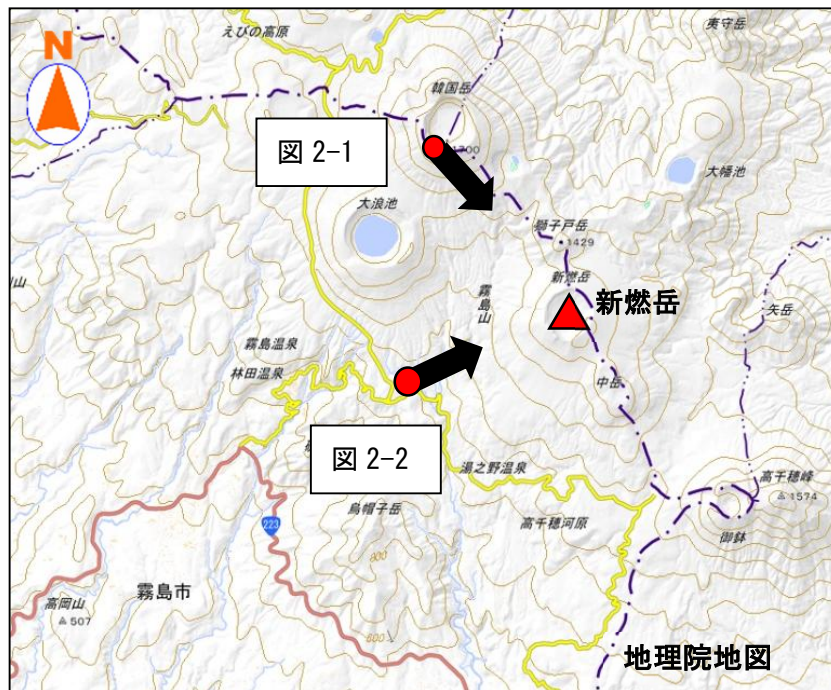 N
えびの高原
夷守岳
韓国岳
1700
図 2-1
大幡池
大浪池
獅子戸岳
1429
新燃岳
新燃岳
霧島山
矢岳
霧島温泉
林田温泉
中岳
図 2-2
湯之野温泉
高千穂峰
1574
烏帽子岳
高千穂河原
御鉢
223
800
霧島市
高岡山
507
600
地理院地図